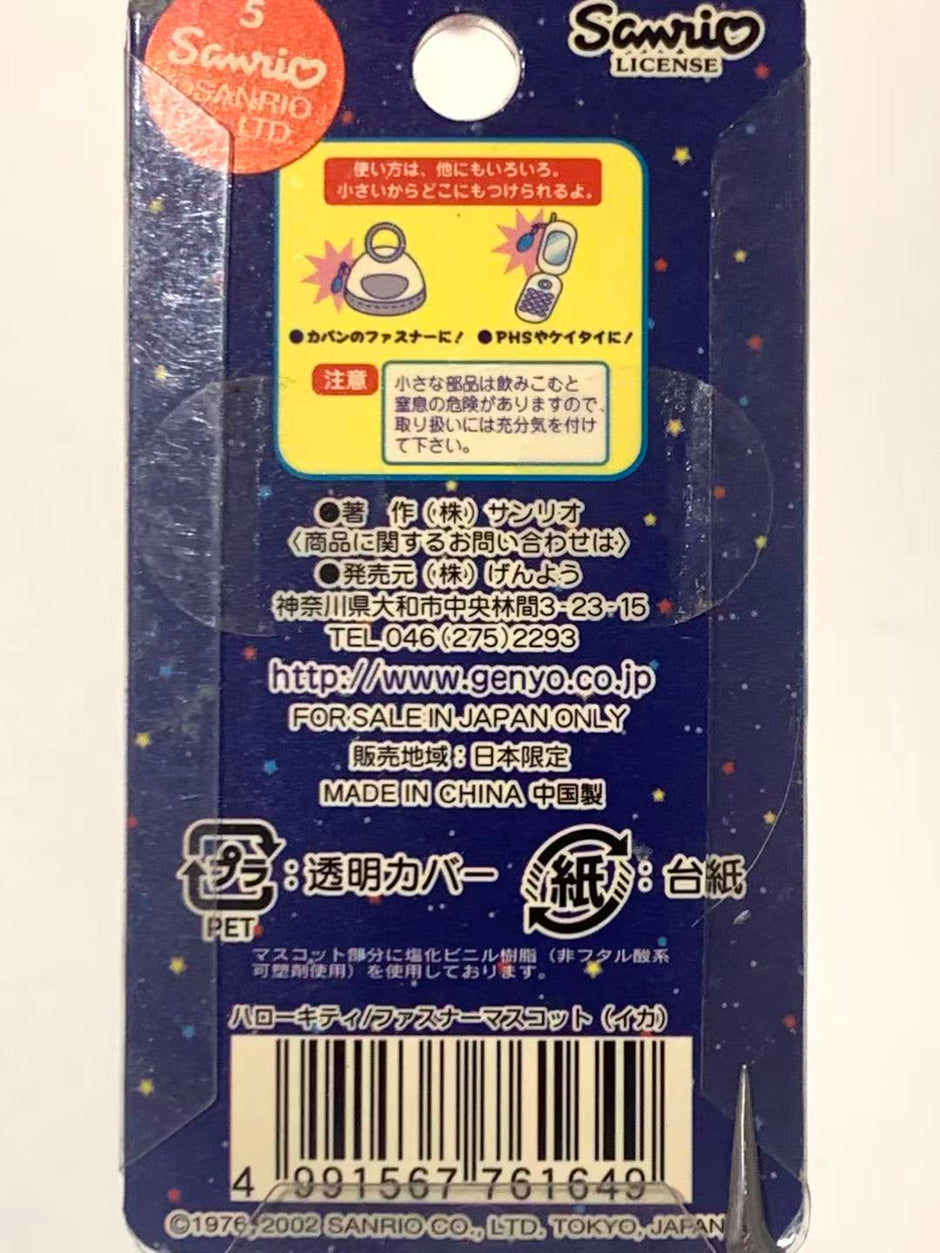 5
Sanrio
©SANRIO
LTD.
Sanrio
LICENSE
使い方は、他にもいろいろ。
小さいからどこにもつけられるよ。
●カバンのファスナーに! ●PHSやケイタイに!
注意
小さな部品は飲みこむと
窒息の危険がありますので、
取り扱いには充分気を付け
て下さい。
●著 作(株)サンリオ
〈商品に関するお問い合わせは〉
●発売元(株)げんよう
神奈川県大和市中央林間3-23-15
TEL.046(275)2293
http://www.genyo.co.jp
FOR SALE IN JAPAN ONLY
販売地域:日本限定
MADE IN CHINA 中国製
プラ:透明カバー 紙:台紙
PET
マスコット部分に塩化ビニル樹脂(非フタル酸系
可塑剤使用)を使用しております。
ハローキティ/ファスナーマスコット(イカ)
4 991567 761649
©1976, 2002 SANRIO CO., LTD. TOKYO, JAPAN